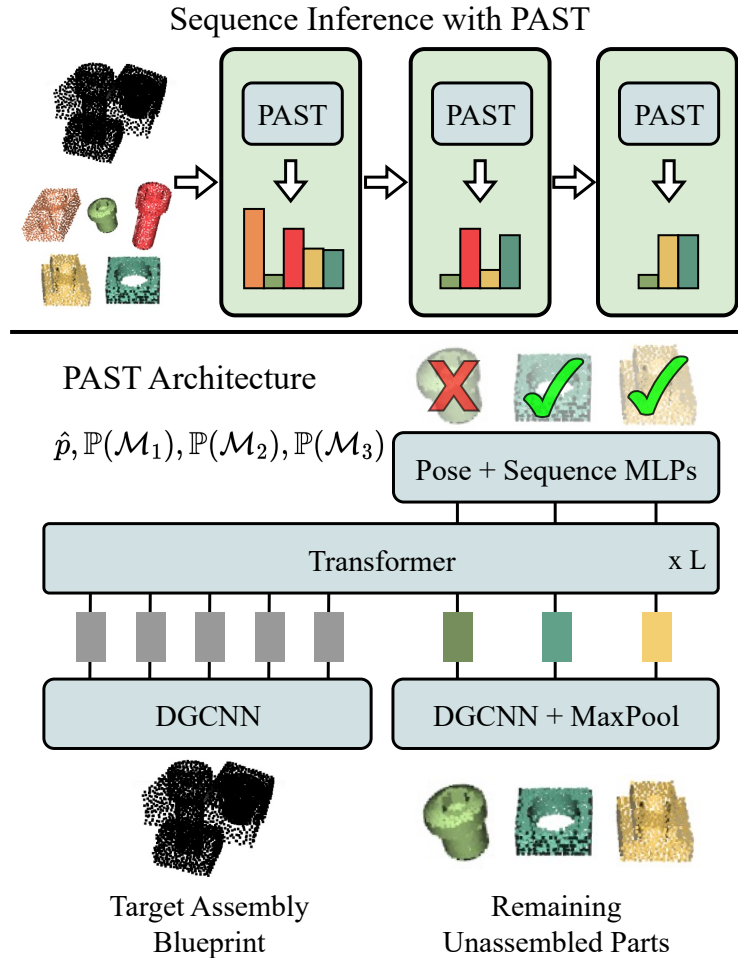 Sequence Inference with PAST
PAST
PAST
PAST
PAST Architecture
p̂, ℙ(ℳ₁), ℙ(ℳ₂), ℙ(ℳ₃)
Pose + Sequence MLPs
Transformer
x L
DGCNN
DGCNN + MaxPool
Target Assembly
Blueprint
Remaining
Unassembled Parts